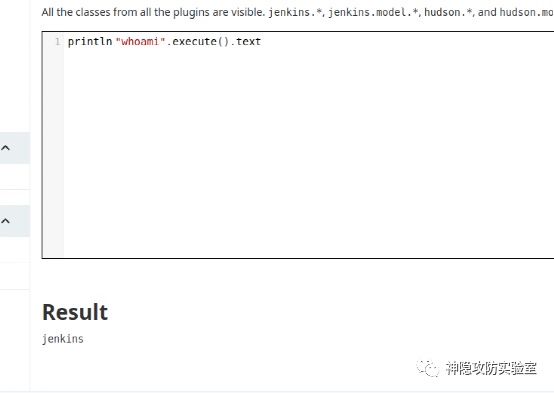 All the classes from all the plugins are visible. jenkins.*, jenkins.model.*, hudson.*, and hudson.mo
1 println "whoami".execute().text
Result
jenkins
神隐攻防实验室